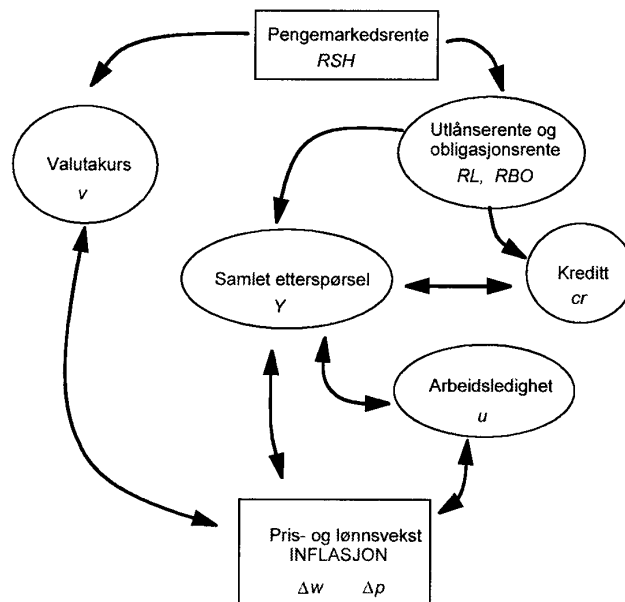 Pengemarkedsrente
RSH
Utlånserente og
obligasjonsrente
RL, RBO
Valutakurs
v
Samlet etterspørsel
Y
Kreditt
cr
Arbeidsledighet
u
Pris- og lønnsvekst
INFLASJON
Δw Δp